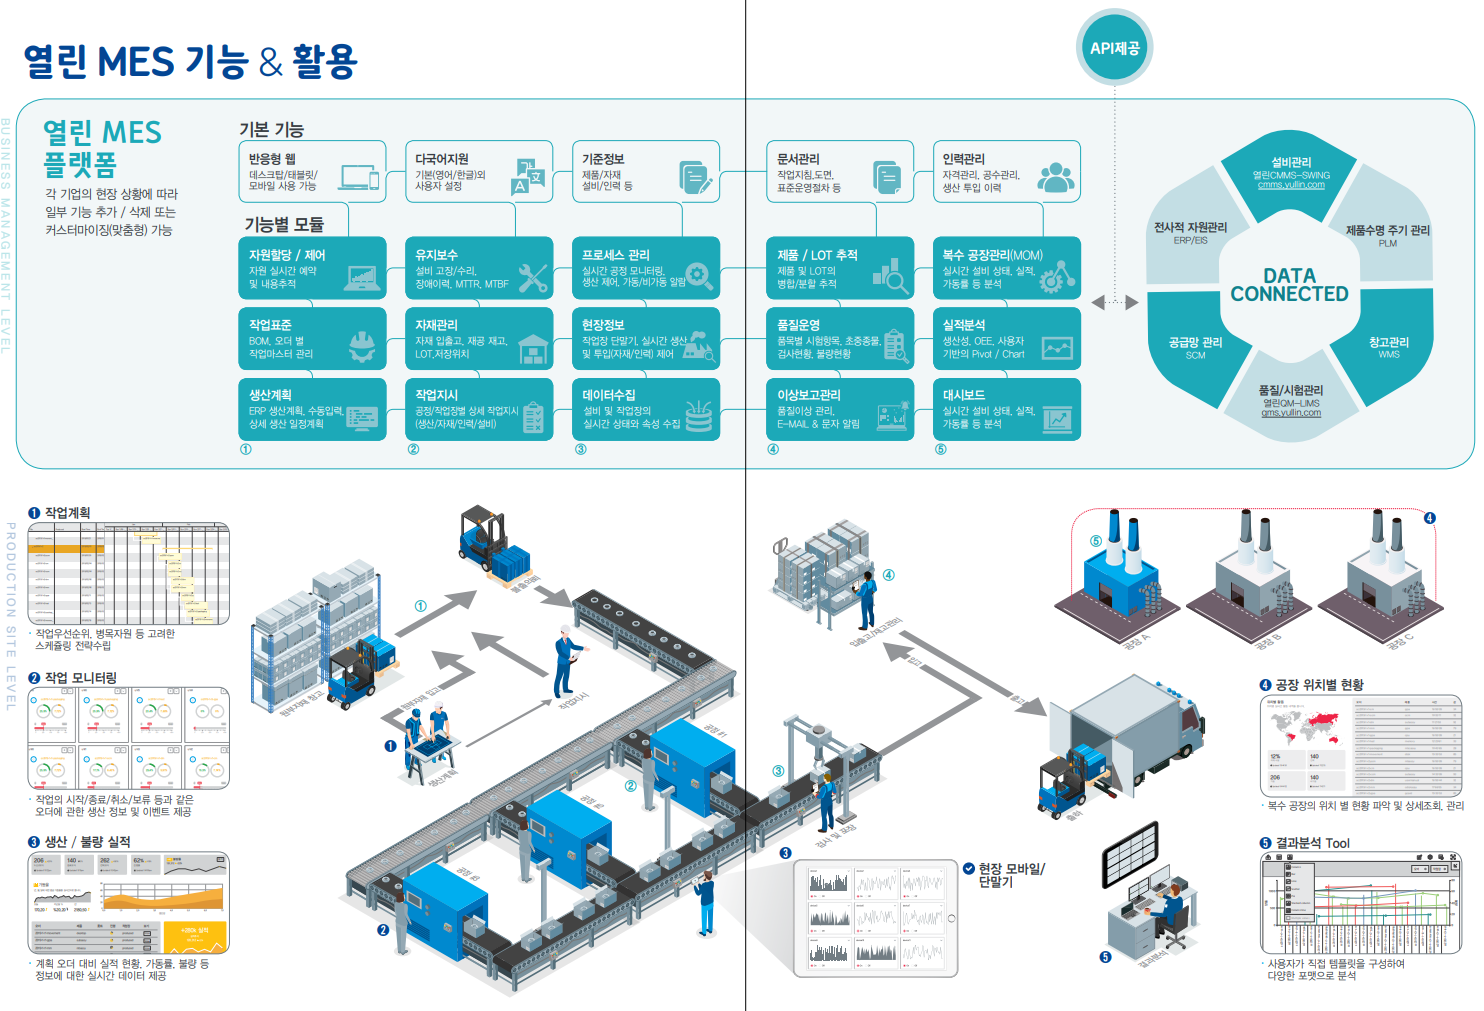 열린 MES 기능 & 활용
API제공
BUSINESS MANAGEMENT LEVEL
열린 MES
플랫폼
각 기업의 현장 상황에 따라
일부 기능 추가 / 삭제 또는
커스터마이징(맞춤형) 가능
기본 기능
반응형 웹
데스크탑/태블릿/
모바일 사용 가능
다국어지원
기본(영어/한글)외
사용자 설정
가
A
文
기준정보
제품/자재
설비/인력 등
문서관리
작업지침,도면,
표준운영절차 등
인력관리
자격관리, 공수관리,
생산 투입 이력
기능별 모듈
자원할당 / 제어
자원 실시간 예약
및 내용추적
유지보수
설비 고장/수리,
장애이력, MTTR, MTBF
프로세스 관리
실시간 공정 모니터링,
생산 제어, 가동/비가동 알림
제품 / LOT 추적
제품 및 LOT의
병합/분할 추적
복수 공장관리(MOM)
실시간 설비 상태, 실적,
가동률 등 분석
작업표준
BOM, 오더 별
작업마스터 관리
자재관리
자재 입출고, 재공 재고,
LOT,저장위치
현장정보
작업장 단말기, 실시간 생산
및 투입(자재/인력) 제어
품질운영
품목별 시험항목, 초중종물,
검사현황, 불량현황
실적분석
생산성, OEE, 사용자
기반의 Pivot / Chart
생산계획
ERP 생산계획, 수동입력,
상세 생산 일정계획
작업지시
공정/작업장별 상세 작업지시
(생산/자재/인력/설비)
데이터수집
설비 및 작업장의
실시간 상태와 속성 수집
이상보고관리
품질이상 관리,
E-MAIL & 문자 알림
대시보드
실시간 설비 상태, 실적,
가동률 등 분석
① ② ③ ④ ⑤
설비관리
열린CMMS-SWING
cmms.yullin.com
전사적 자원관리
ERP/EIS
제품수명 주기 관리
PLM
DATA
CONNECTED
공급망 관리
SCM
창고관리
WMS
품질/시험관리
열린QM-LIMS
qms.yullin.com
PRODUCTION SITE LEVEL
❶ 작업계획
· 작업우선순위, 병목자원 등 고려한
스케쥴링 전략수립
❷ 작업 모니터링
· 작업의 시작/종료/취소/보류 등과 같은
오더에 관한 생산 정보 및 이벤트 제공
❸ 생산 / 불량 실적
206 140 262 62%
· 계획 오더 대비 실적 현황, 가동률, 불량 등
정보에 대한 실시간 데이터 제공
①
원부자재 창고
원부자재 입고
❶
생산계획
작업지시
②
공정 #1
공정 #2
공정 #3
❷
③
검사 및 포장
❸
현장 모바일/
단말기
④
입출고/재고관리
입고
출고
출하
⑤
❹
공장 A
공장 B
공장 C
❹ 공장 위치별 현황
12% 140
206 140
· 복수 공장의 위치 별 현황 파악 및 상세조회, 관리
❺ 결과분석 Tool
· 사용자가 직접 템플릿을 구성하여
다양한 포맷으로 분석
❺
결과분석